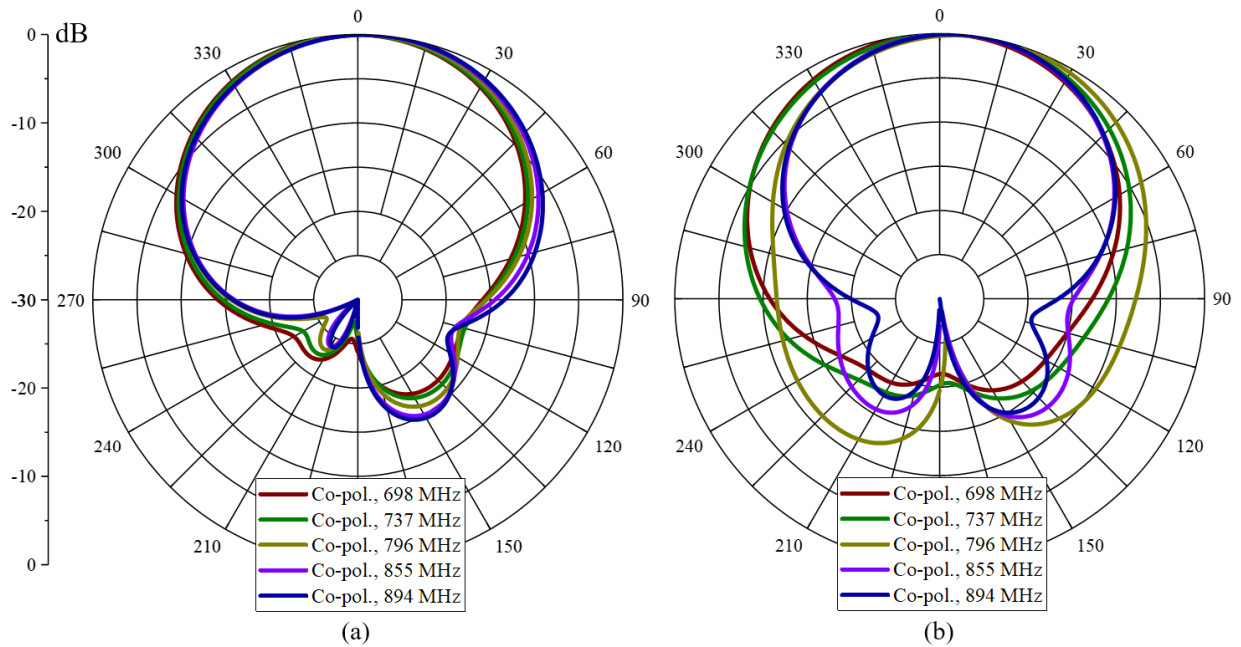 0
dB
-10
-20
-30
-20
-10
0
0
30
60
90
120
150
210
240
270
300
330
Co-pol., 698 MHz
Co-pol., 737 MHz
Co-pol., 796 MHz
Co-pol., 855 MHz
Co-pol., 894 MHz
(a)
0
30
60
90
120
150
210
240
300
330
Co-pol., 698 MHz
Co-pol., 737 MHz
Co-pol., 796 MHz
Co-pol., 855 MHz
Co-pol., 894 MHz
(b)